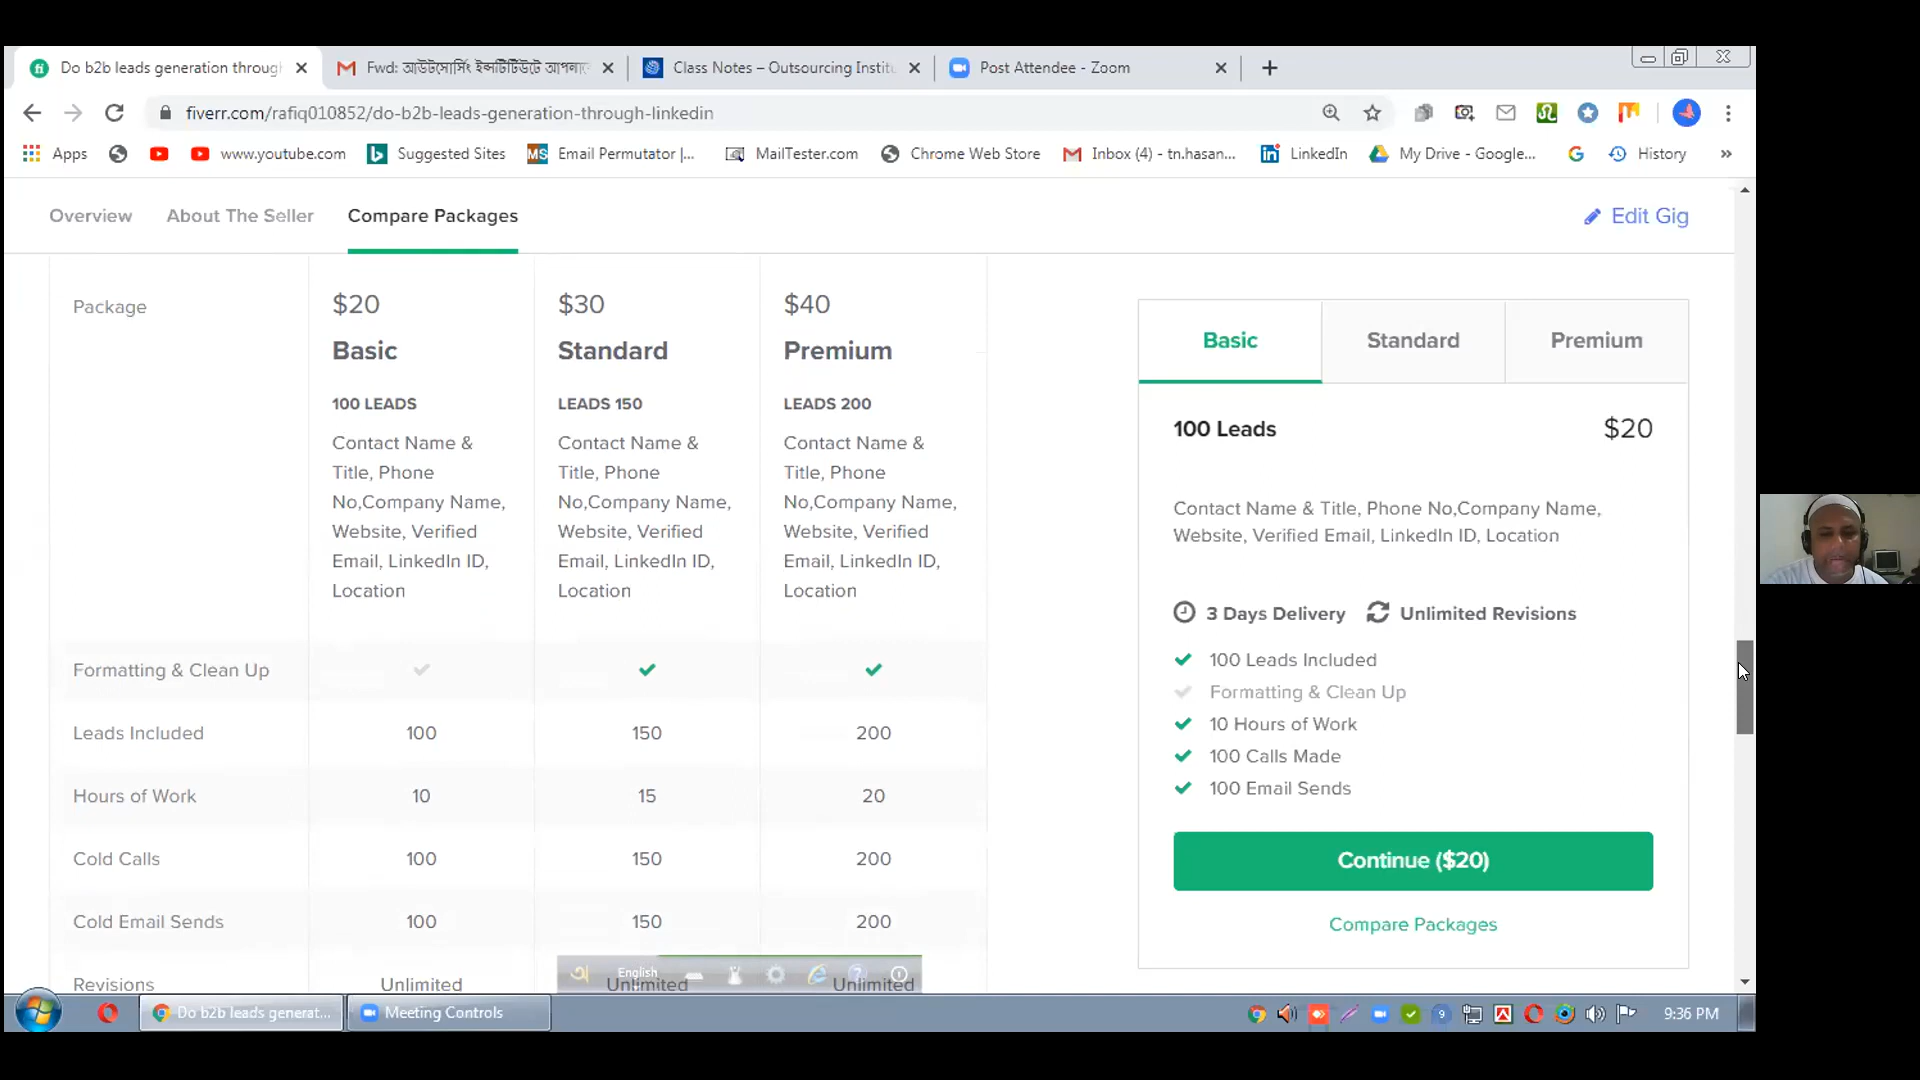 Do b2b leads generation throug
Fwd: আউটসোর্সিং ইন্সটিটিউটে আপনা
Class Notes – Outsourcing Institu
Post Attendee - Zoom
fiverr.com/rafiq010852/do-b2b-leads-generation-through-linkedin
Apps
www.youtube.com
Suggested Sites
MS
Email Permutator |...
MailTester.com
Chrome Web Store
Inbox (4) - tn.hasan...
LinkedIn
My Drive - Google...
History
»
Overview
About The Seller
Compare Packages
Edit Gig
Package
$20
Basic
100 LEADS
Contact Name &
Title, Phone
No,Company Name,
Website, Verified
Email, LinkedIn ID,
Location
$30
Standard
LEADS 150
Contact Name &
Title, Phone
No,Company Name,
Website, Verified
Email, LinkedIn ID,
Location
$40
Premium
LEADS 200
Contact Name &
Title, Phone
No,Company Name,
Website, Verified
Email, LinkedIn ID,
Location
Formatting & Clean Up
Leads Included 100 150 200
Hours of Work 10 15 20
Cold Calls 100 150 200
Cold Email Sends 100 150 200
Revisions Unlimited Unlimited Unlimited
Basic
Standard
Premium
100 Leads $20
Contact Name & Title, Phone No,Company Name,
Website, Verified Email, LinkedIn ID, Location
3 Days Delivery Unlimited Revisions
100 Leads Included
Formatting & Clean Up
10 Hours of Work
100 Calls Made
100 Email Sends
Continue ($20)
Compare Packages
অ English
Do b2b leads generat...
Meeting Controls
9:36 PM